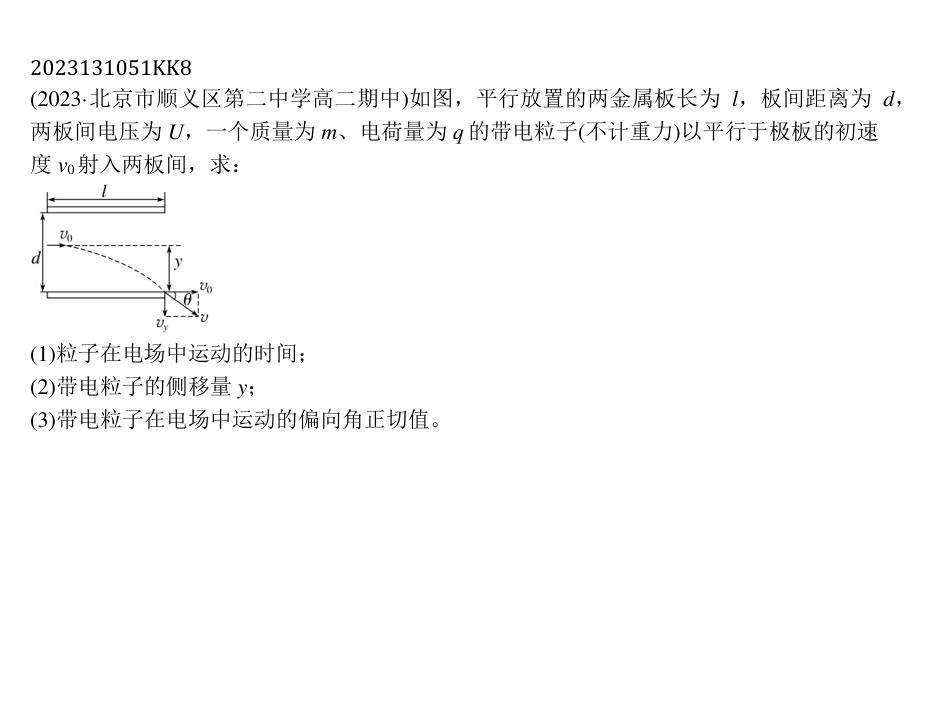 2023131051KK8
(2023·北京市顺义区第二中学高二期中)如图，平行放置的两金属板长为 l，板间距离为 d，
两板间电压为 U，一个质量为 m、电荷量为 q 的带电粒子(不计重力)以平行于极板的初速
度 v₀射入两板间，求：
l
v₀
d
y
v₀
θ
v
v_y
(1)粒子在电场中运动的时间；
(2)带电粒子的侧移量 y；
(3)带电粒子在电场中运动的偏向角正切值。